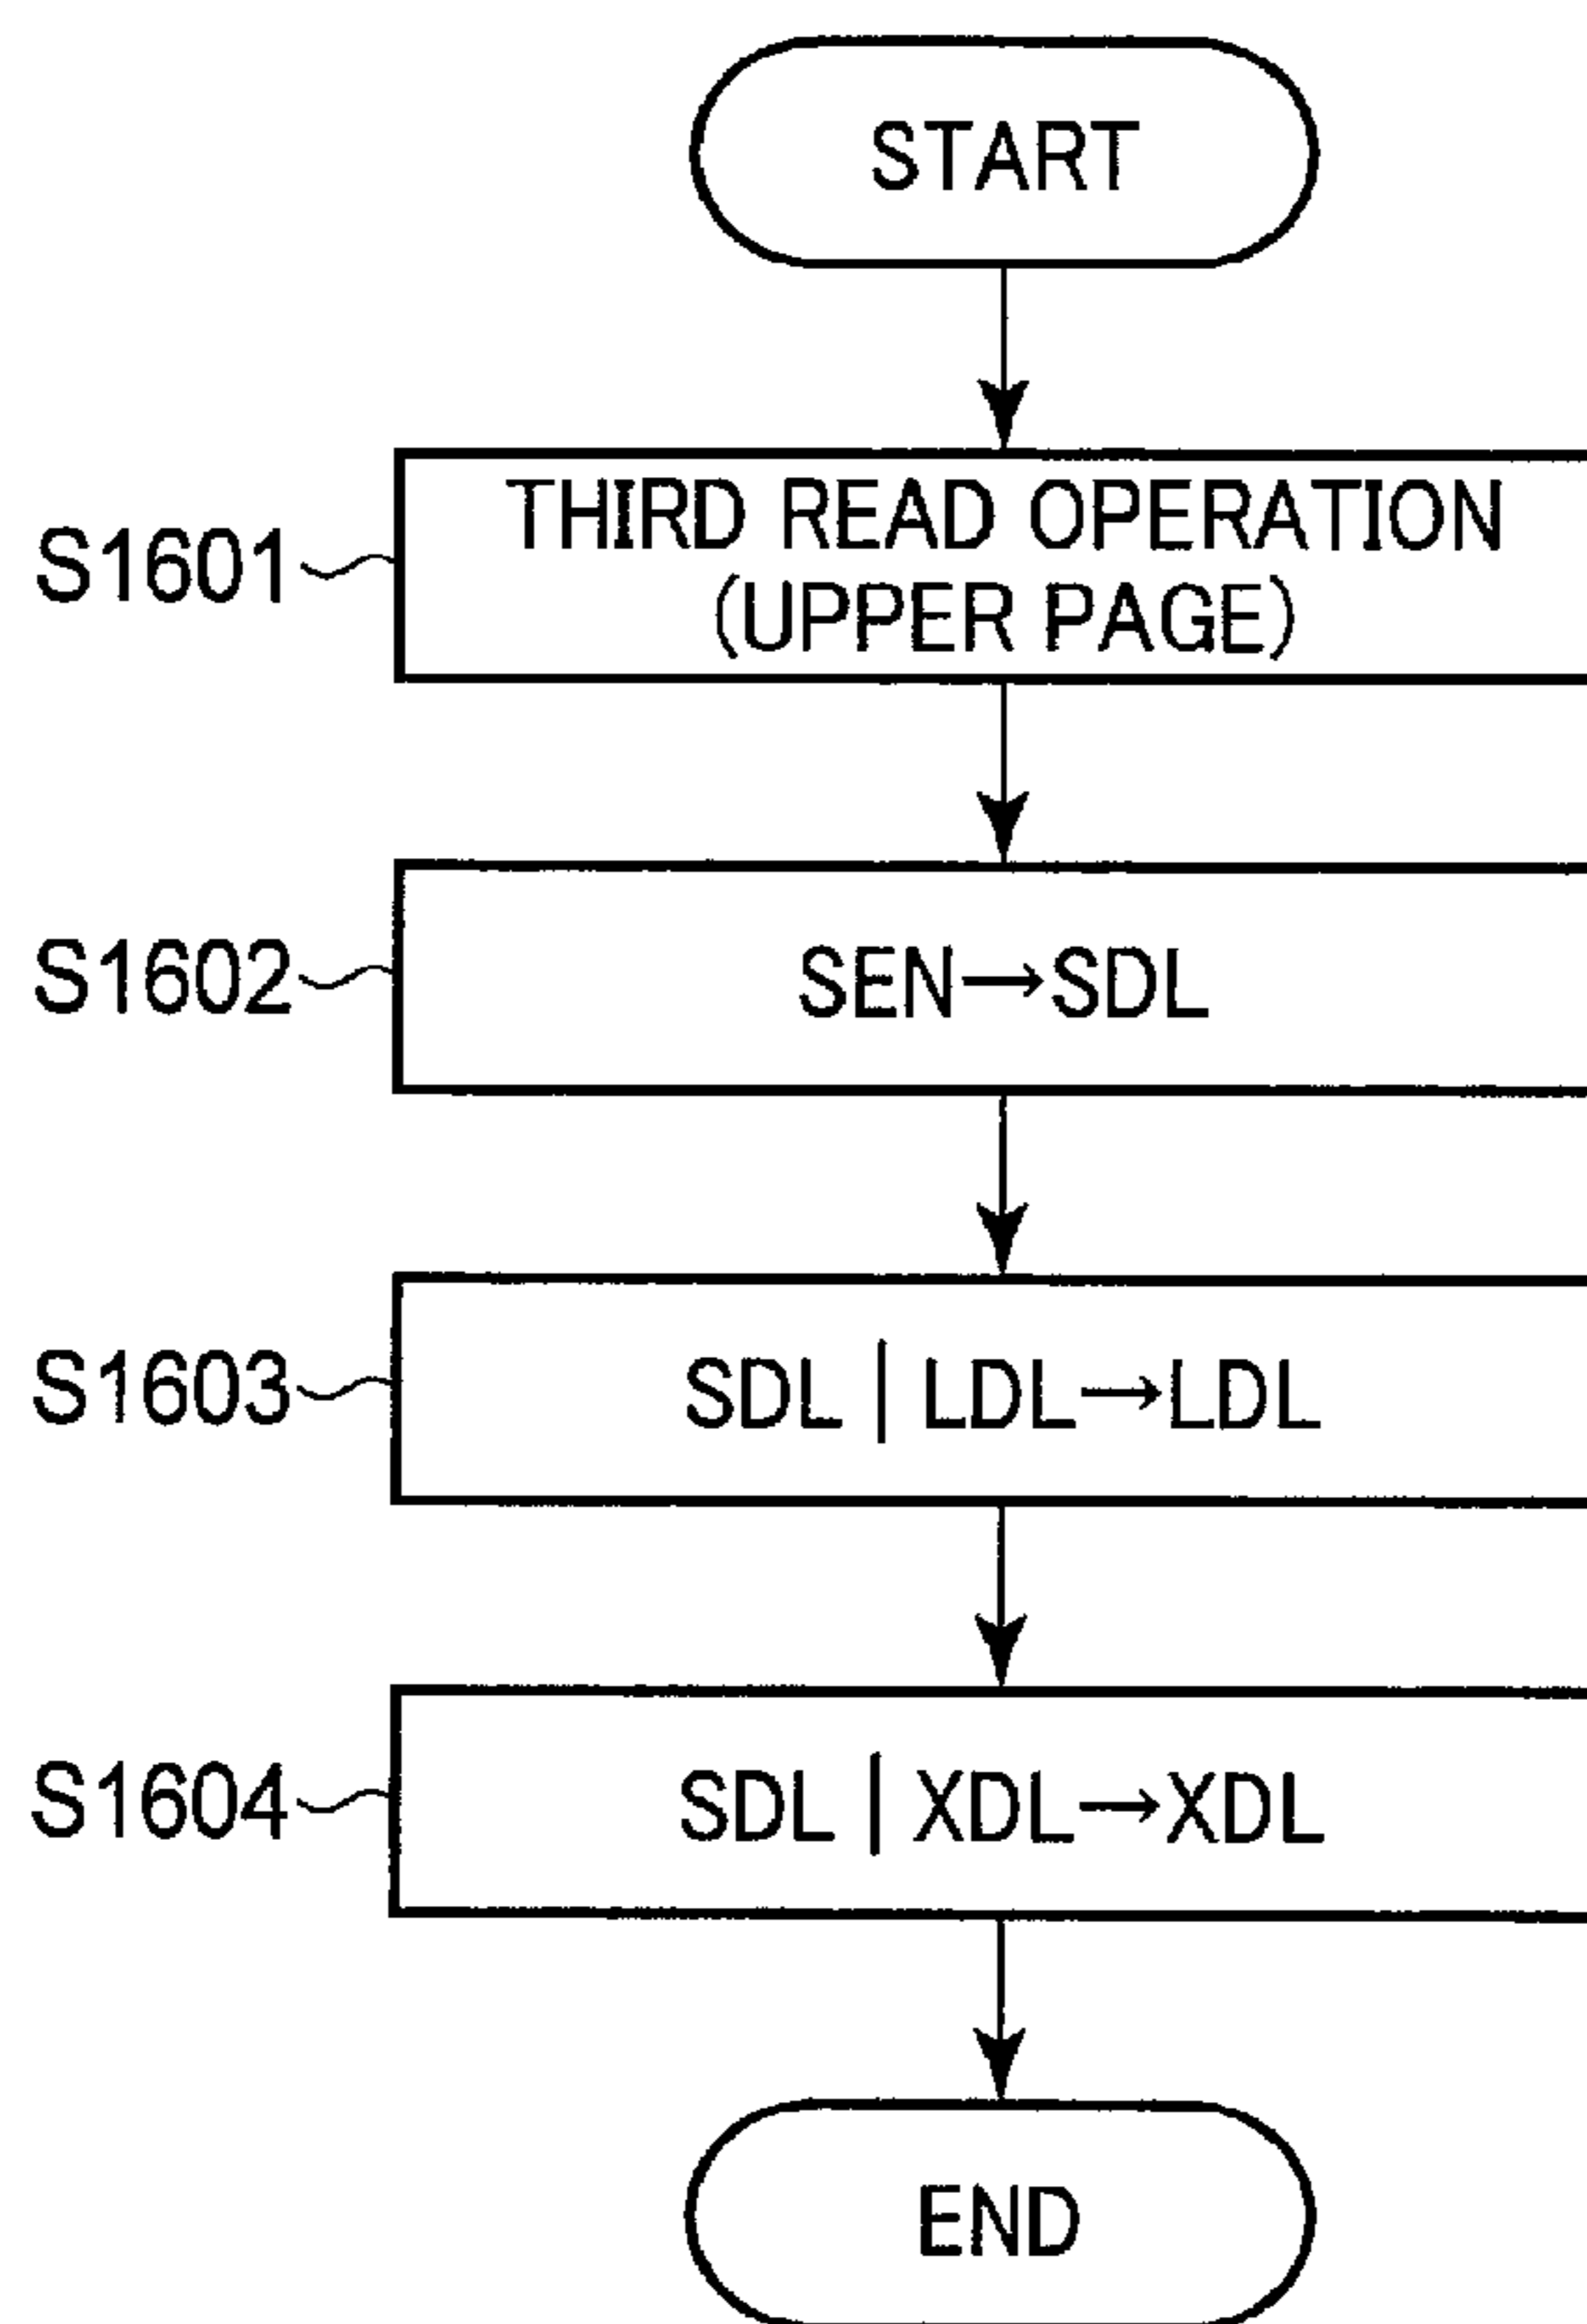 START
S1601
THIRD READ OPERATION
(UPPER PAGE)
S1602
SEN→SDL
S1603
SDL | LDL→LDL
S1604
SDL | XDL→XDL
END